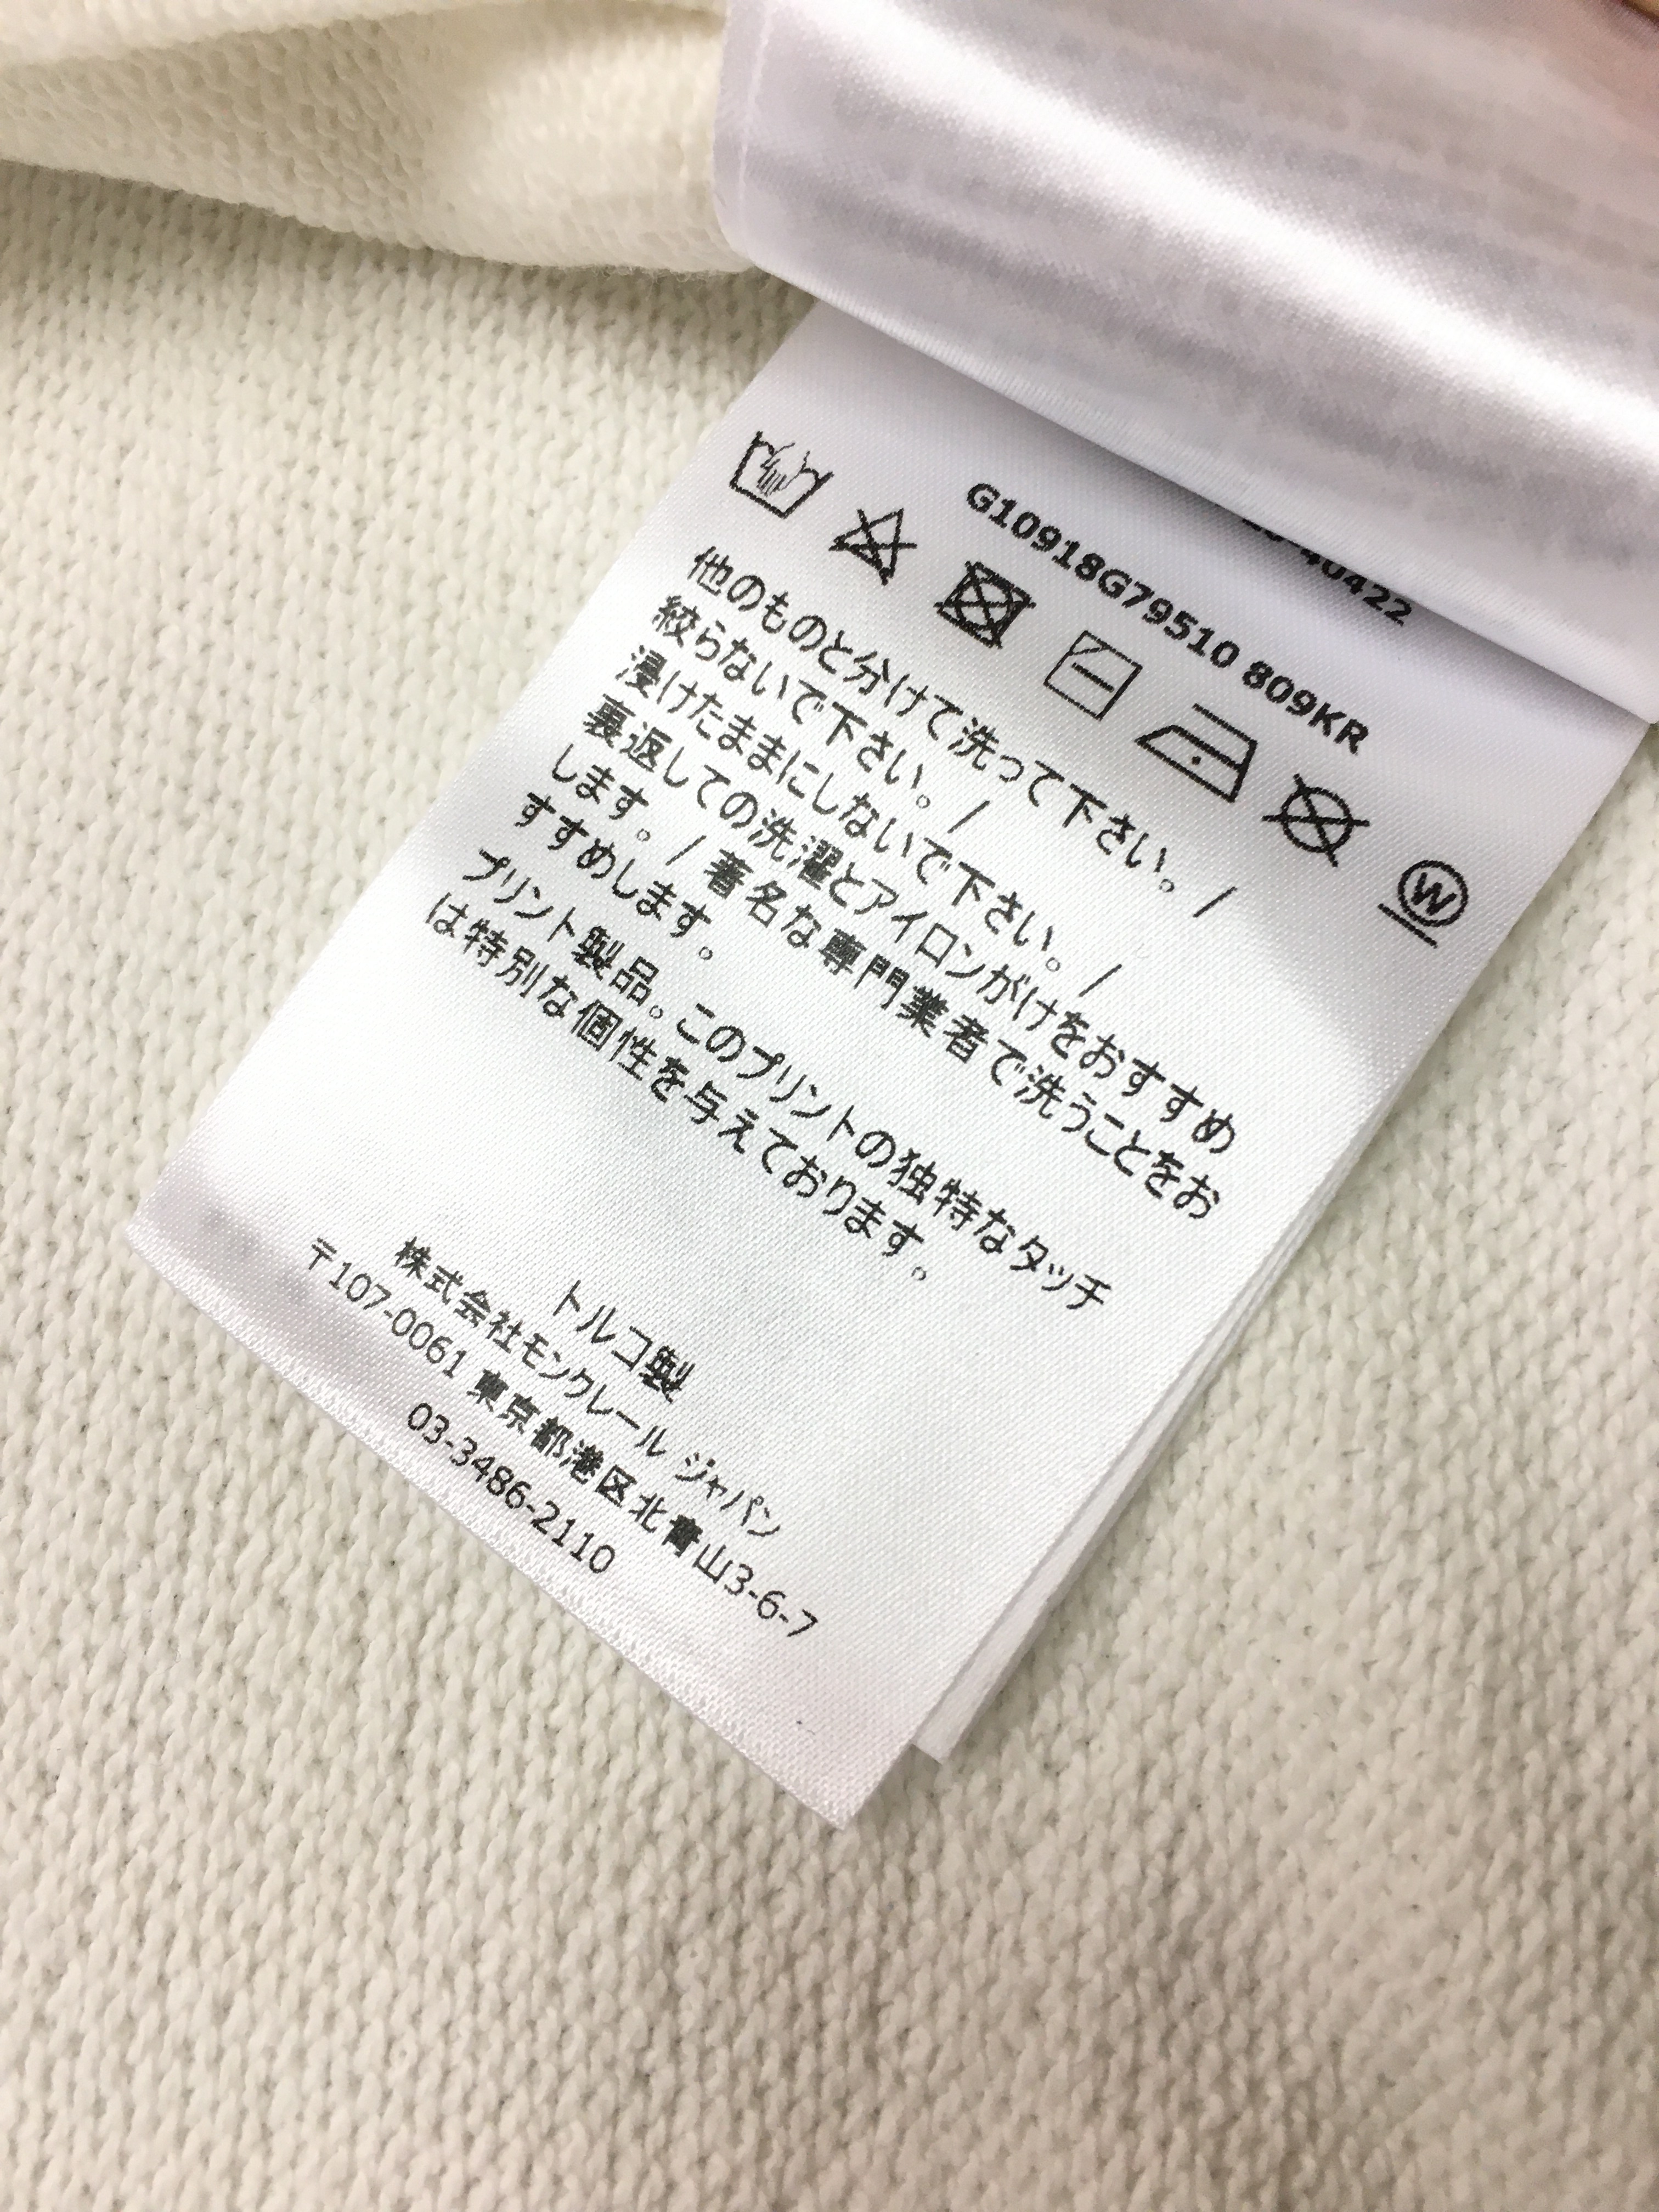 G10918G79510 809KR
W
他のものと分けて洗って下さい。/
絞らないで下さい。/
浸けたままにしないで下さい。/
裏返しての洗濯とアイロンがけをおすすめ
します。/ 著名な専門業者で洗うことをお
すすめします。
プリント製品。このプリントの独特なタッチ
は特別な個性を与えております。
トルコ製
株式会社モンクレール ジャパン
〒107-0061 東京都港区北青山3-6-7
03-3486-2110